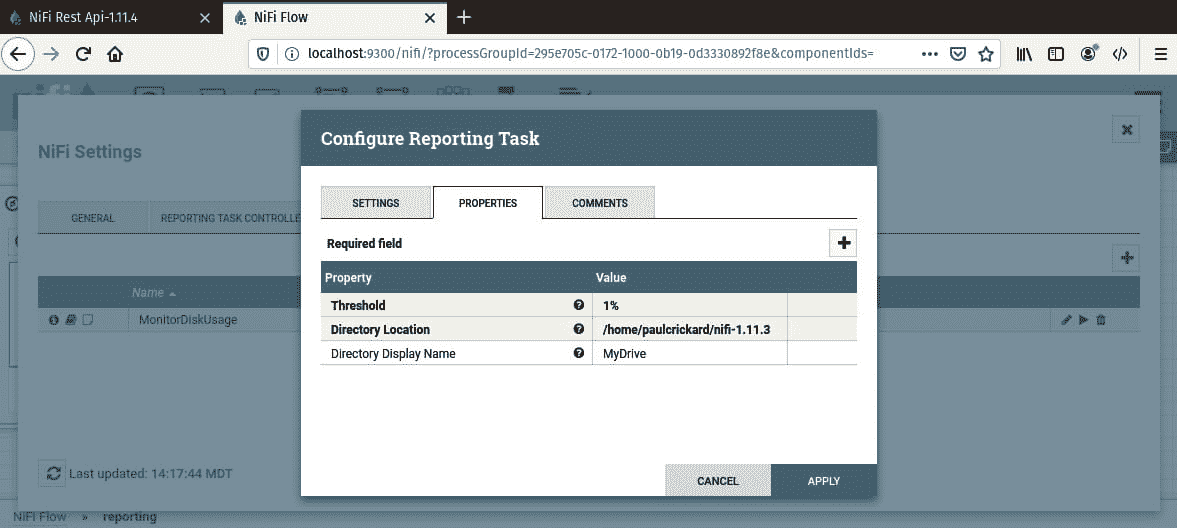 NiFi Rest Api-1.11.4
NiFi Flow
localhost:9300/nifi/?processGroupId=295e705c-0172-1000-0b19-0d3330892f8e&componentIds=
NiFi Settings
GENERAL
REPORTING TASK CONTROLLE
Name
MonitorDiskUsage
Configure Reporting Task
SETTINGS
PROPERTIES
COMMENTS
Required field
Property Value
Threshold 1%
Directory Location /home/paulcrickard/nifi-1.11.3
Directory Display Name MyDrive
CANCEL
APPLY
Last updated: 14:17:44 MDT
NiFi Flow » reporting